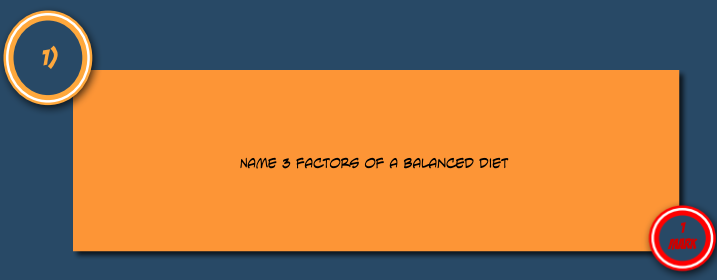 1)
NAME 3 FACTORS OF A BALANCED DIET
1
MARK